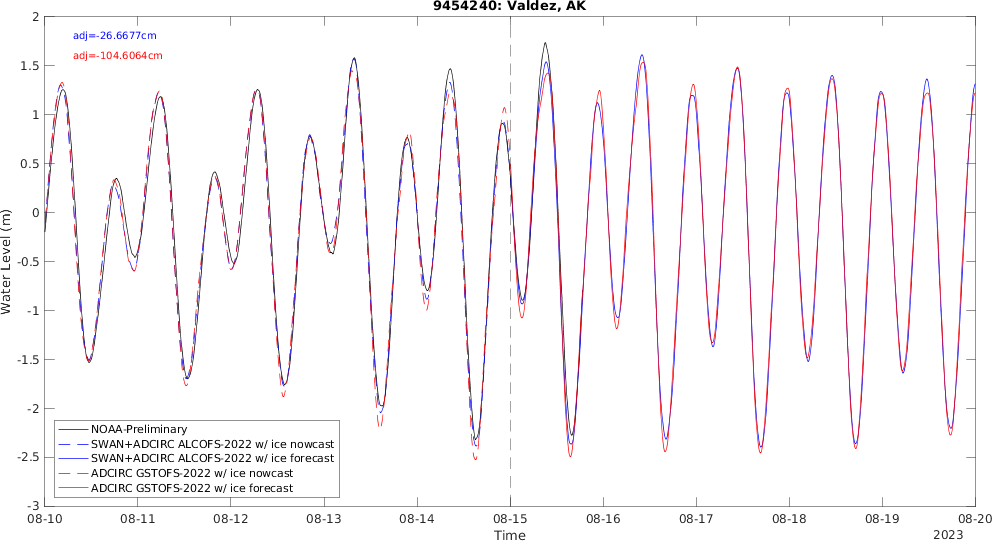 9454240: Valdez, AK
adj=-26.6677cm
adj=-104.6064cm
Water Level (m)
2
1.5
1
0.5
0
-0.5
-1
-1.5
-2
-2.5
-3
NOAA-Preliminary
SWAN+ADCIRC ALCOFS-2022 w/ ice nowcast
SWAN+ADCIRC ALCOFS-2022 w/ ice forecast
ADCIRC GSTOFS-2022 w/ ice nowcast
ADCIRC GSTOFS-2022 w/ ice forecast
08-10 08-11 08-12 08-13 08-14 08-15 08-16 08-17 08-18 08-19 08-20
Time
2023